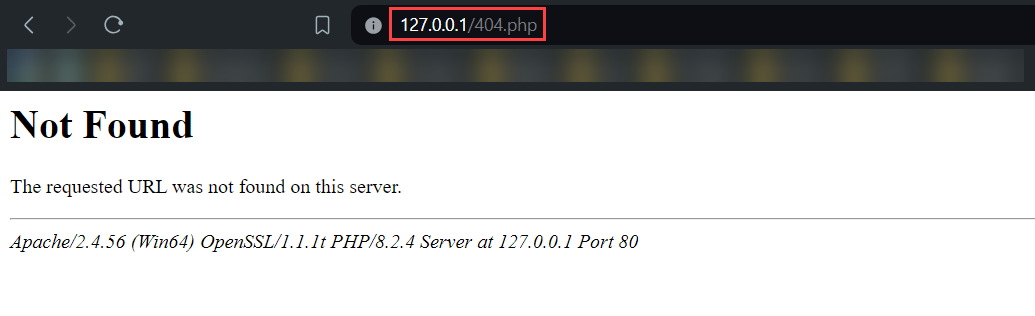 127.0.0.1/404.php
Not Found
The requested URL was not found on this server.
Apache/2.4.56 (Win64) OpenSSL/1.1.1t PHP/8.2.4 Server at 127.0.0.1 Port 80